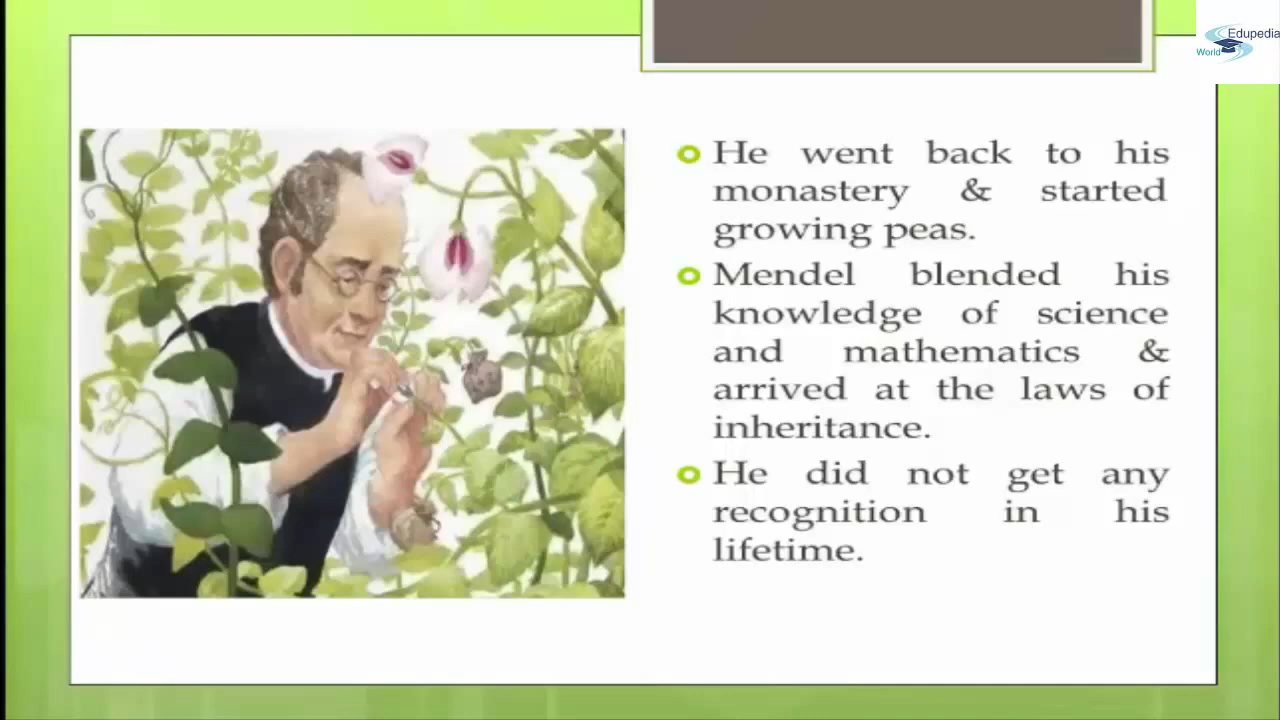 Edupedia
World
He went back to his
monastery & started
growing peas.
Mendel blended his
knowledge of science
and mathematics &
arrived at the laws of
inheritance.
He did not get any
recognition in his
lifetime.